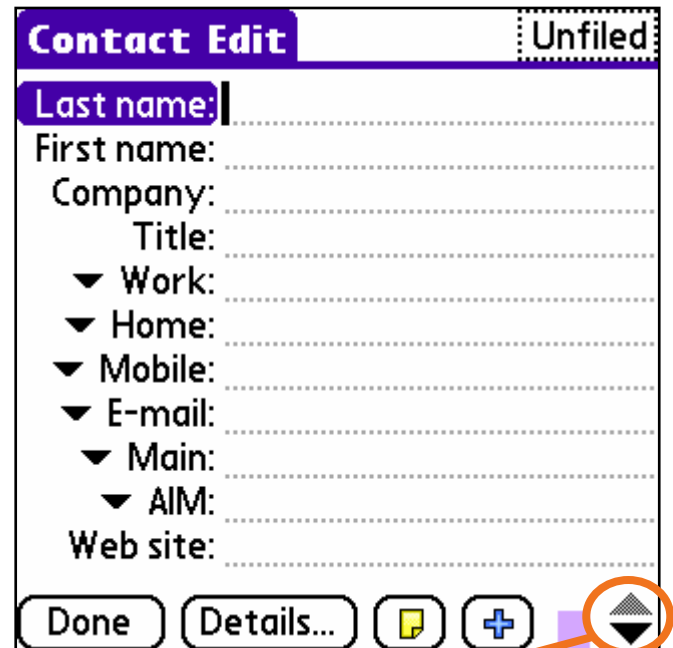 Contact Edit Unfiled
Last name:
First name:
Company:
Title:
Work:
Home:
Mobile:
E-mail:
Main:
AIM:
Web site:
Done Details...